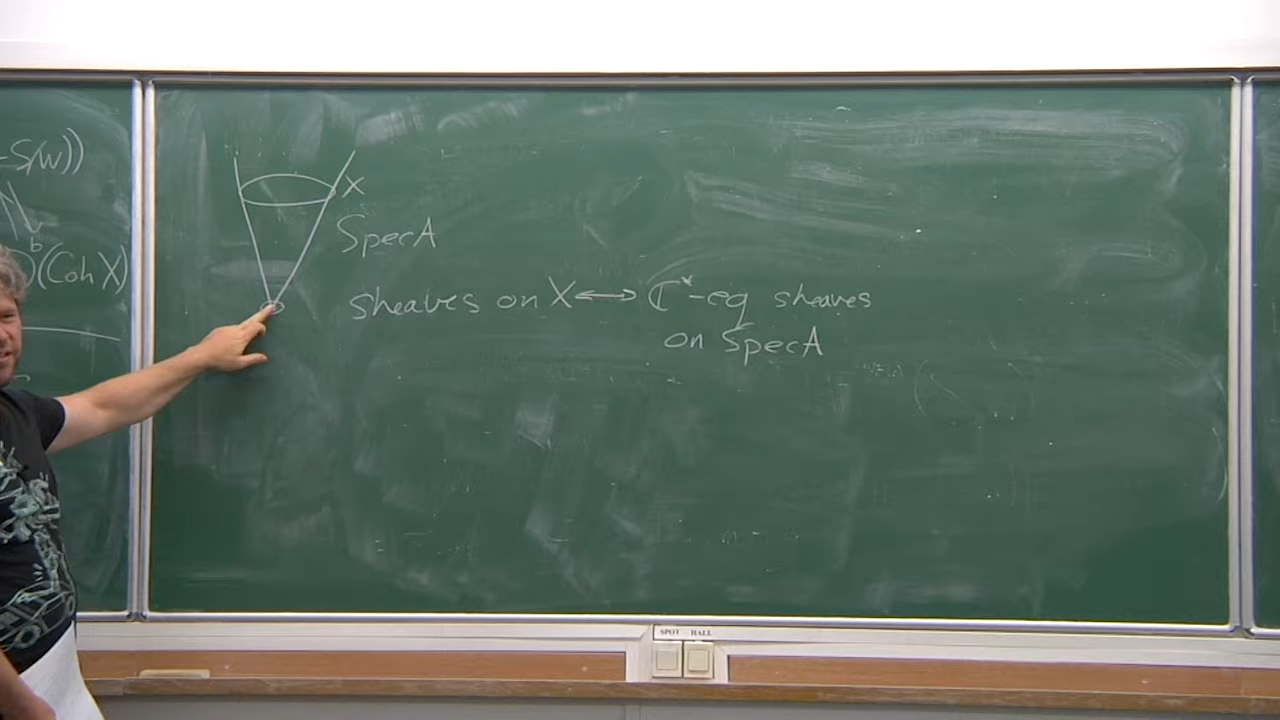 -S(W))
b
(Coh X)
X
Spec A
sheaves on X ↔ ℂ*-eq sheaves
on Spec A
SPOT HALL